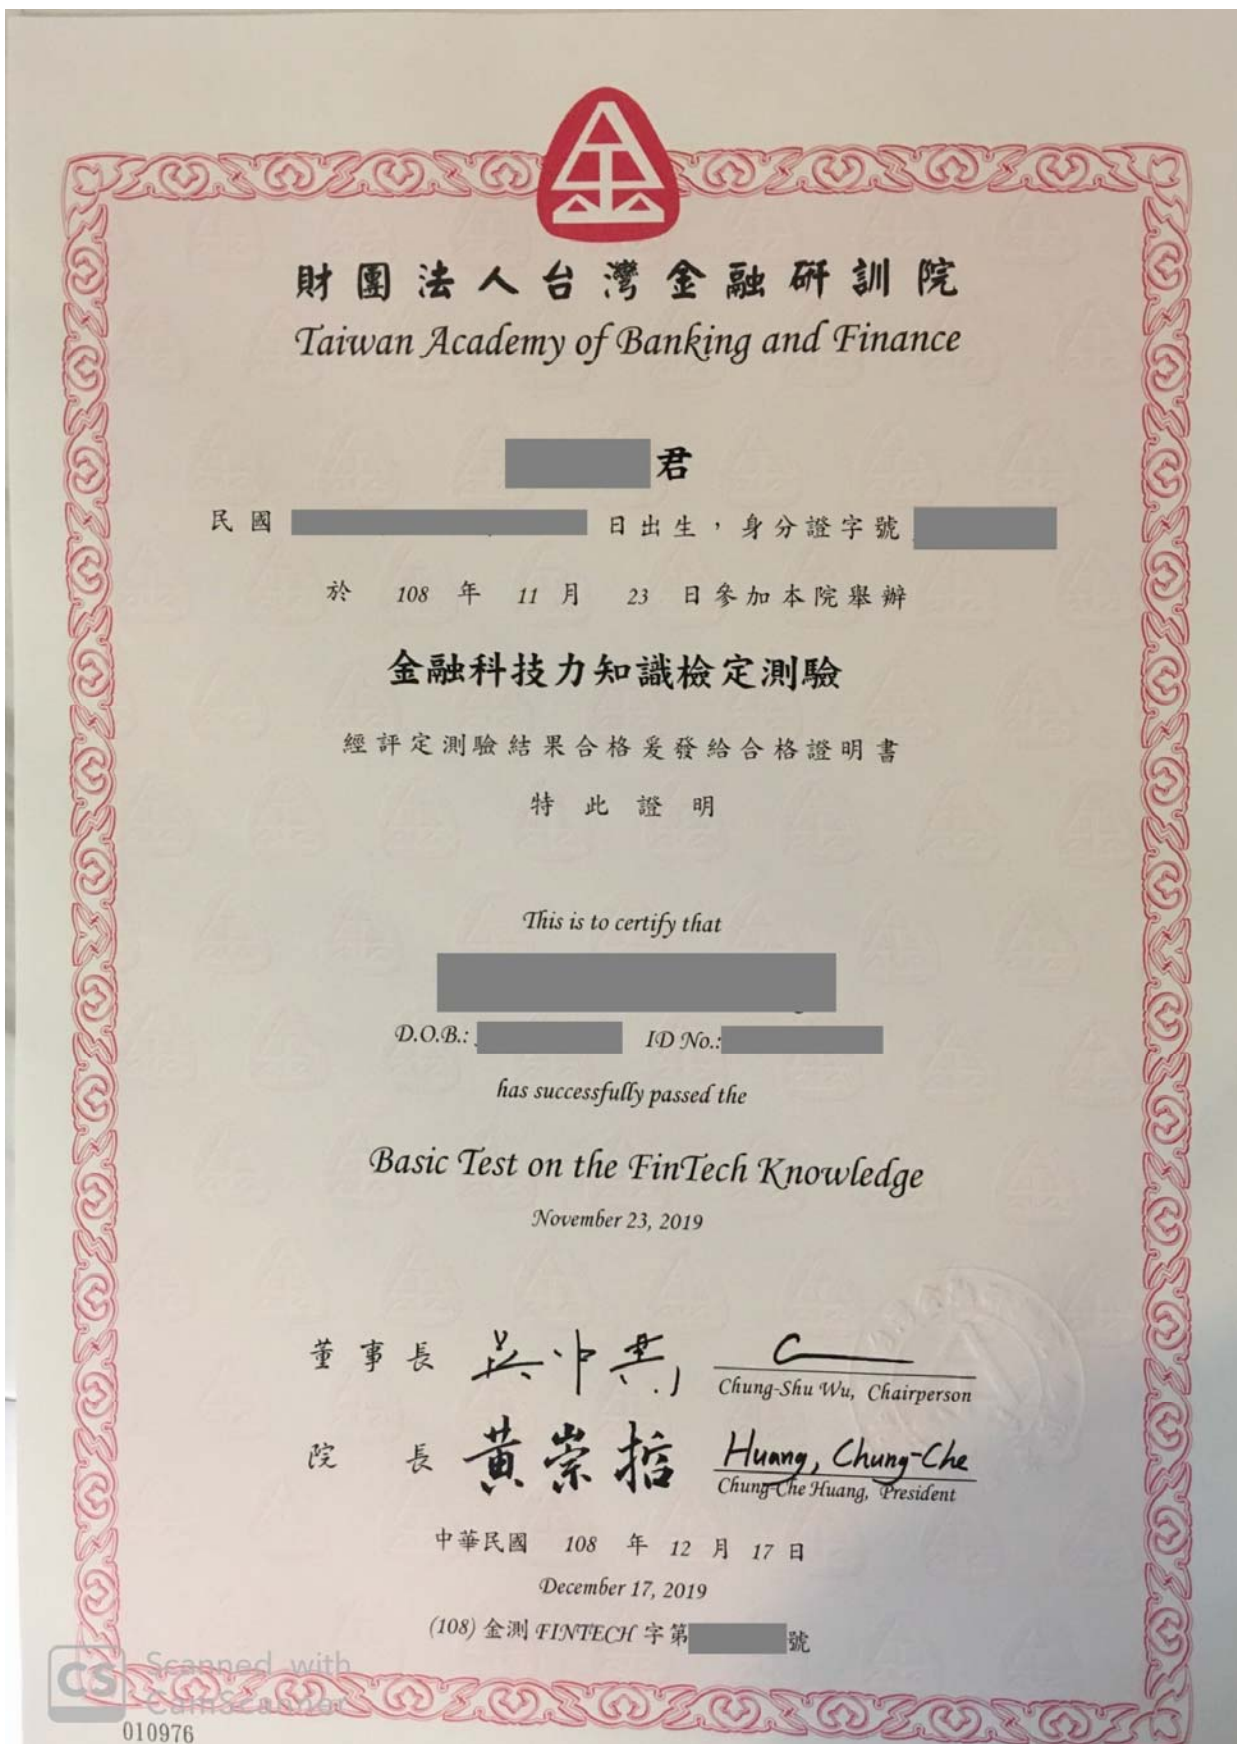 財團法人台灣金融研訓院
Taiwan Academy of Banking and Finance
君
民國 日出生，身分證字號
於 108 年 11 月 23 日參加本院舉辦
金融科技力知識檢定測驗
經評定測驗結果合格爰發給合格證明書
特此證明
This is to certify that
D.O.B.: ID No.:
has successfully passed the
Basic Test on the FinTech Knowledge
November 23, 2019
董事長 吳中書
Chung-Shu Wu, Chairperson
院長 黃崇哲 Huang, Chung-Che
Chung-Che Huang, President
中華民國 108 年 12 月 17 日
December 17, 2019
(108) 金測 FINTECH 字第 號
CS Scanned with
CamScanner
010976